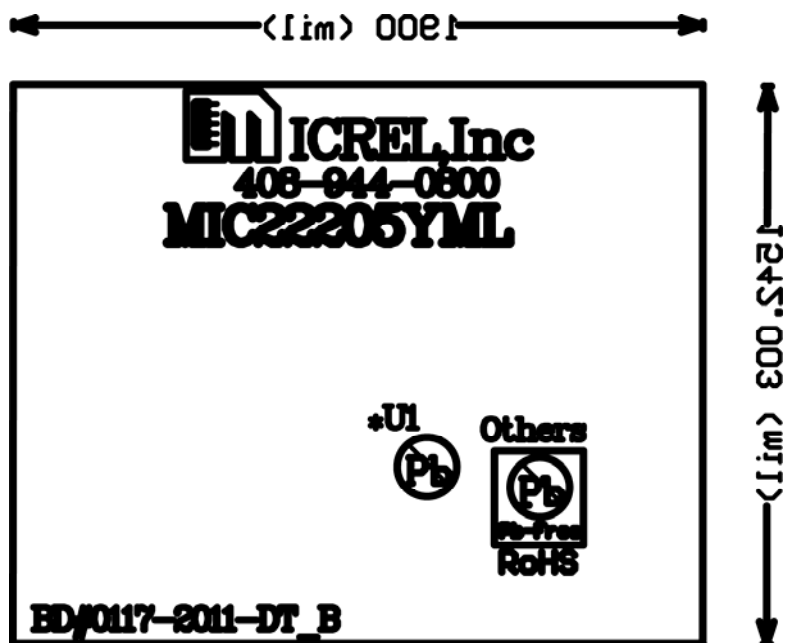 1900 (mil)
ICREL,Inc
408-944-0800
MIC22205YML
1542.003 (mil)
*U1
Others
Pb
Pb
Pb-free
RoHS
BD#0117-2011-DT_B